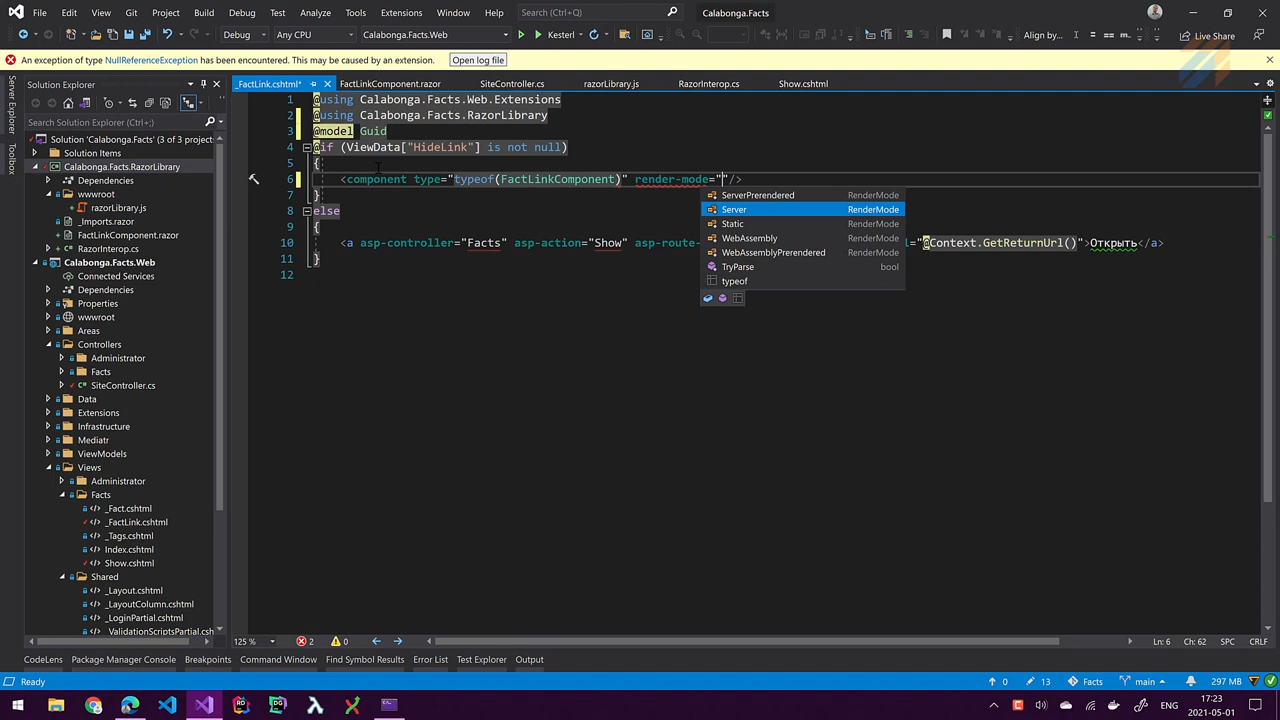 File Edit View Git Project Build Debug Test Analyze Tools Extensions Window Help Search (Ctrl+Q) Calabonga.Facts
Debug Any CPU Calabonga.Facts.Web Kestrel Align by... Live Share
An exception of type NullReferenceException has been encountered. This may be caused by an extension. Open log file
Server Explorer
Toolbox
Solution Explorer
Search Solution Explorer (Ctrl+;)
Solution 'Calabonga.Facts' (3 of 3 projects)
Solution Items
Calabonga.Facts.RazorLibrary
Dependencies
wwwroot
razorLibrary.js
_Imports.razor
FactLinkComponent.razor
RazorInterop.cs
Calabonga.Facts.Web
Connected Services
Dependencies
Properties
wwwroot
Areas
Controllers
Administrator
Facts
SiteController.cs
Data
Extensions
Infrastructure
Mediatr
ViewModels
Views
Administrator
Facts
_Fact.cshtml
_FactLink.cshtml
_Tags.cshtml
Index.cshtml
Show.cshtml
Shared
_Layout.cshtml
_LayoutColumn.cshtml
_LoginPartial.cshtml
_ValidationScriptsPartial.cshtml
_FactLink.cshtml* FactLinkComponent.razor SiteController.cs razorLibrary.js RazorInterop.cs Show.cshtml
1 @using Calabonga.Facts.Web.Extensions
2 @using Calabonga.Facts.RazorLibrary
3 @model Guid
4 @if (ViewData["HideLink"] is not null)
5 {
6 <component type="typeof(FactLinkComponent)" render-mode=""/>
7 }
8 else
9 {
10 <a asp-controller="Facts" asp-action="Show" asp-route- ="@Context.GetReturnUrl()">Открыть</a>
11 }
12
ServerPrerendered RenderMode
Server RenderMode
Static RenderMode
WebAssembly RenderMode
WebAssemblyPrerendered RenderMode
TryParse bool
typeof
125 % 2 0 Ln: 6 Ch: 62 SPC CRLF
CodeLens Package Manager Console Breakpoints Command Window Find Symbol Results Error List Test Explorer Output
Ready 0 13 Facts main 297 MB
ENG 17:23
2021-05-01